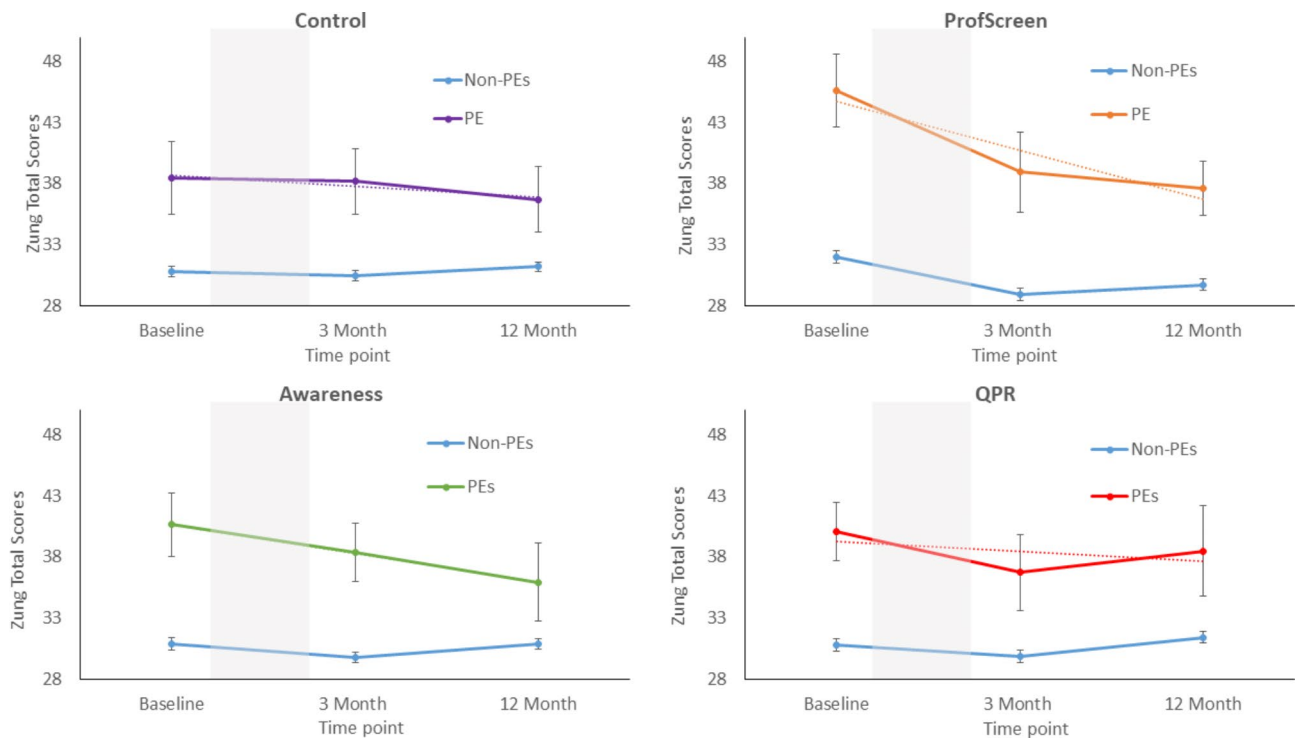 Control
48
43
38
33
28
Zung Total Scores
Non-PEs
PE
Baseline
3 Month
12 Month
Time point
ProfScreen
48
43
38
33
28
Zung Total Scores
Non-PEs
PE
Baseline
3 Month
12 Month
Time point
Awareness
48
43
38
33
28
Zung Total Scores
Non-PEs
PEs
Baseline
3 Month
12 Month
Time point
QPR
48
43
38
33
28
Zung Total Scores
Non-PEs
PEs
Baseline
3 Month
12 Month
Time point